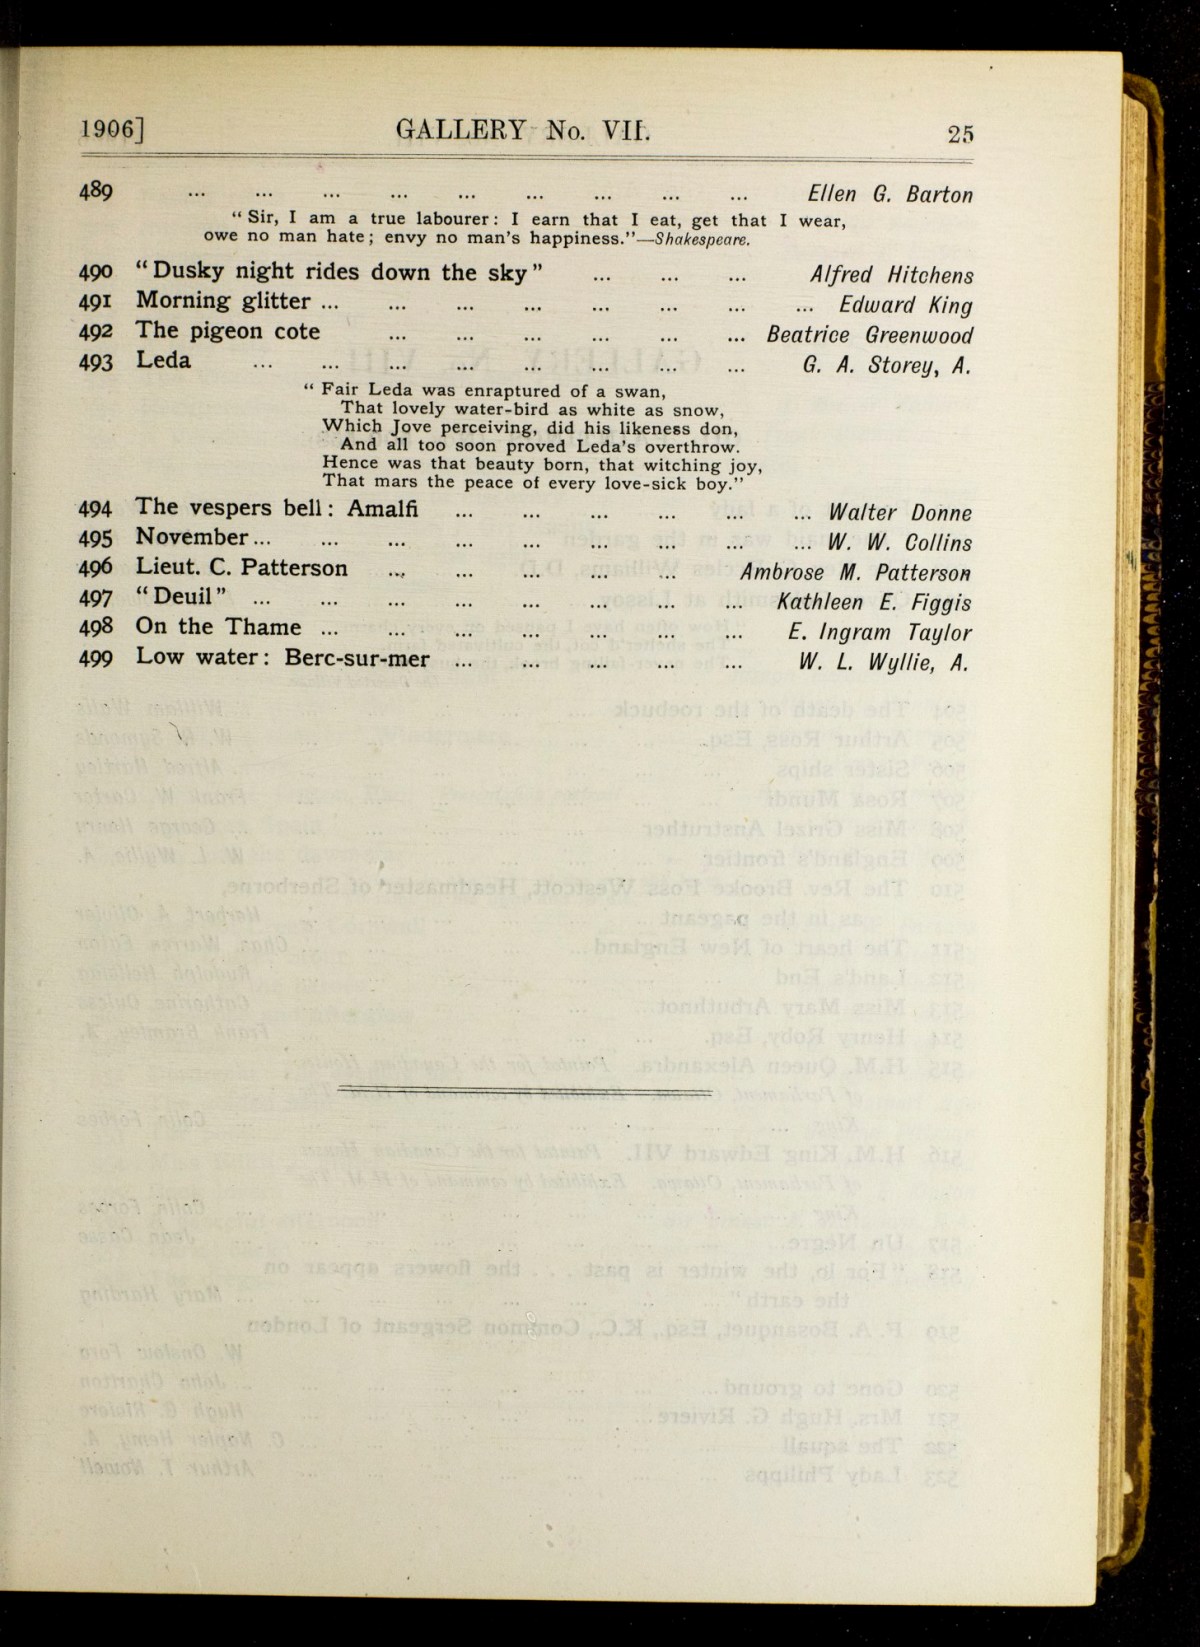 1906] GALLERY No. VII. 25
489 ... ... ... ... ... ... ... ... ... Ellen G. Barton
“Sir, I am a true labourer: I earn that I eat, get that I wear,
owe no man hate; envy no man's happiness.”—Shakespeare.
490 “Dusky night rides down the sky” ... ... ... Alfred Hitchens
491 Morning glitter ... ... ... ... ... ... ... ... Edward King
492 The pigeon cote ... ... ... ... ... ... Beatrice Greenwood
493 Leda ... ... ... ... ... ... ... ... G. A. Storey, A.
“Fair Leda was enraptured of a swan,
That lovely water-bird as white as snow,
Which Jove perceiving, did his likeness don,
And all too soon proved Leda's overthrow.
Hence was that beauty born, that witching joy,
That mars the peace of every love-sick boy.”
494 The vespers bell: Amalfi ... ... ... ... ... ... Walter Donne
495 November ... ... ... ... ... ... ... ... ... W. W. Collins
496 Lieut. C. Patterson ... ... ... ... ... Ambrose M. Patterson
497 “Deuil” ... ... ... ... ... ... ... ... Kathleen E. Figgis
498 On the Thame ... ... ... ... ... ... ... E. Ingram Taylor
499 Low water: Berc-sur-mer ... ... ... ... ... W. L. Wyllie, A.